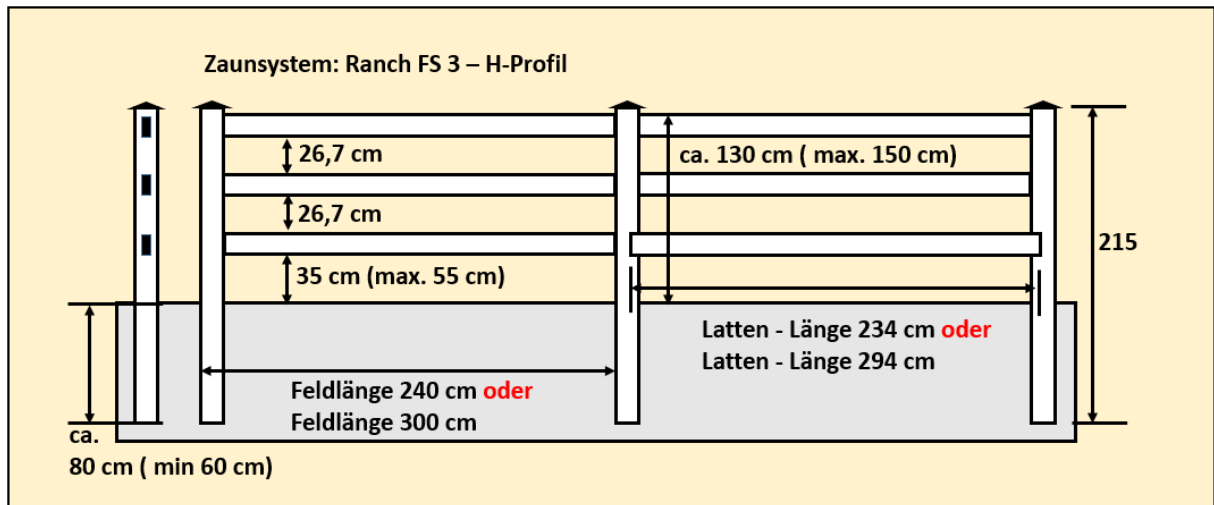 Zaunsystem: Ranch FS 3 – H-Profil
26,7 cm
ca. 130 cm ( max. 150 cm)
26,7 cm
215
35 cm (max. 55 cm)
Latten - Länge 234 cm oder
Latten - Länge 294 cm
Feldlänge 240 cm oder
Feldlänge 300 cm
ca.
80 cm ( min 60 cm)